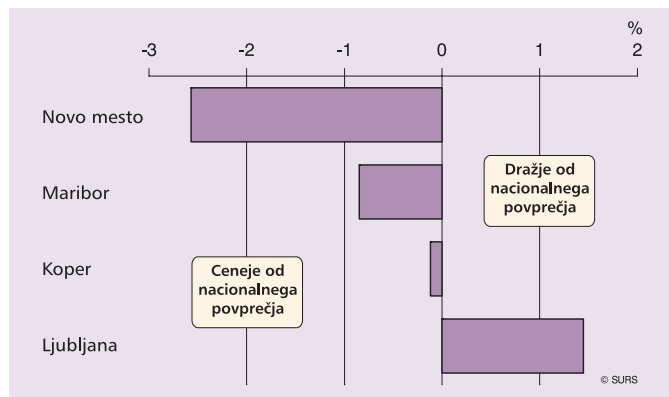 %
-3 -2 -1 0 1 2
Novo mesto
Maribor
Dražje od
nacionalnega
povprečja
Koper
Ceneje od
nacionalnega
povprečja
Ljubljana
© SURS